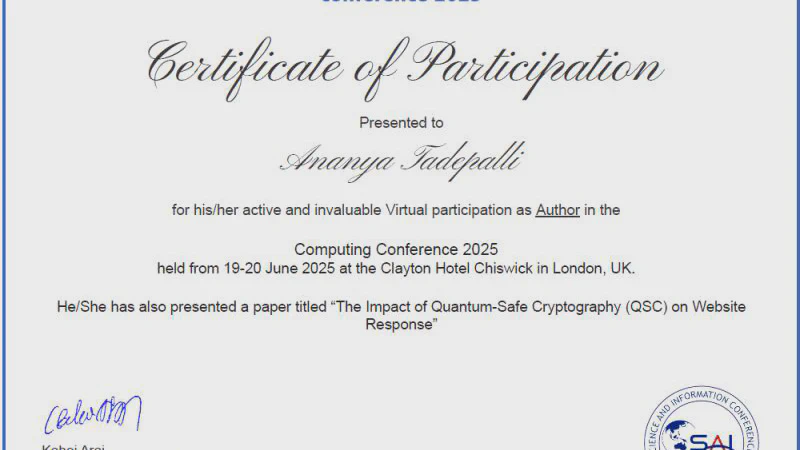 Conference 2025
Certificate of Participation
Presented to
Ananya Tadepalli
for his/her active and invaluable Virtual participation as Author in the
Computing Conference 2025
held from 19-20 June 2025 at the Clayton Hotel Chiswick in London, UK.
He/She has also presented a paper titled “The Impact of Quantum-Safe Cryptography (QSC) on Website
Response”
Kohei Arai
SCIENCE AND INFORMATION CONFERENCE
SAI